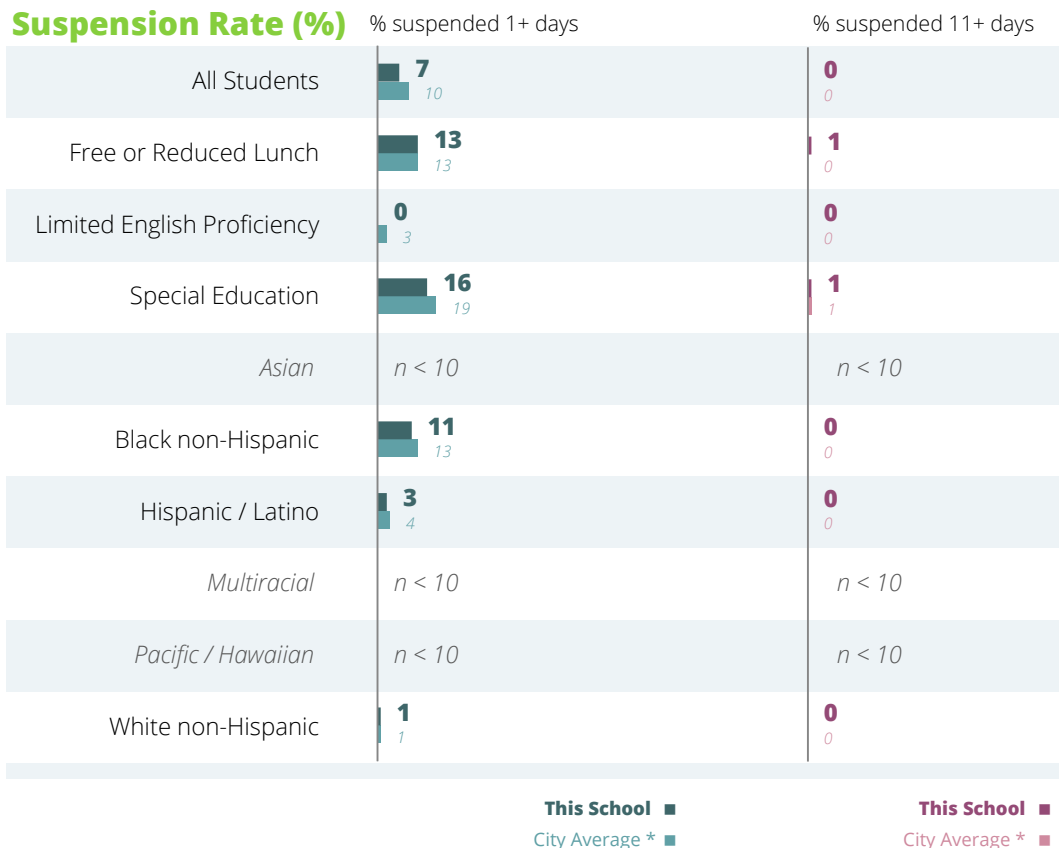 Suspension Rate (%) % suspended 1+ days % suspended 11+ days
All Students 7 0
10 0
Free or Reduced Lunch 13 1
13 0
Limited English Proficiency 0 0
3 0
Special Education 16 1
19 1
Asian n < 10 n < 10
Black non-Hispanic 11 0
13 0
Hispanic / Latino 3 0
4 0
Multiracial n < 10 n < 10
Pacific / Hawaiian n < 10 n < 10
White non-Hispanic 1 0
1 0
This School This School
City Average * City Average *